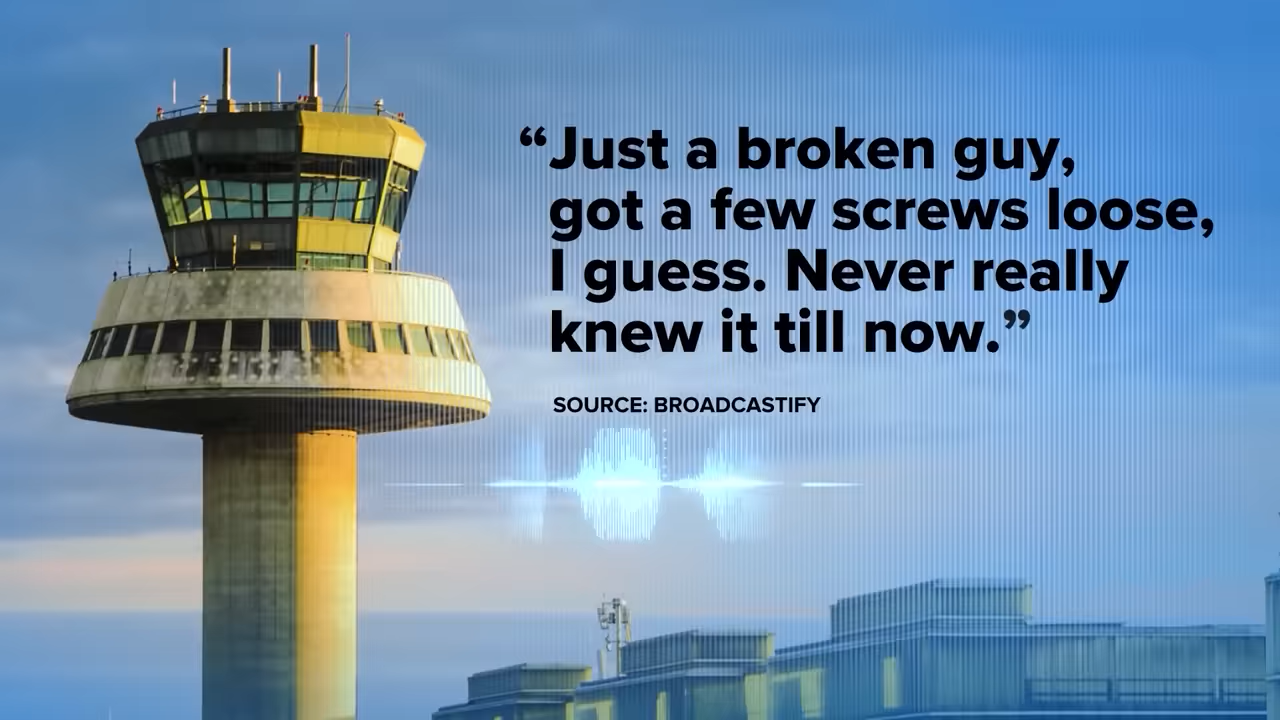 “Just a broken guy,
got a few screws loose,
I guess. Never really
knew it till now.”
SOURCE: BROADCASTIFY